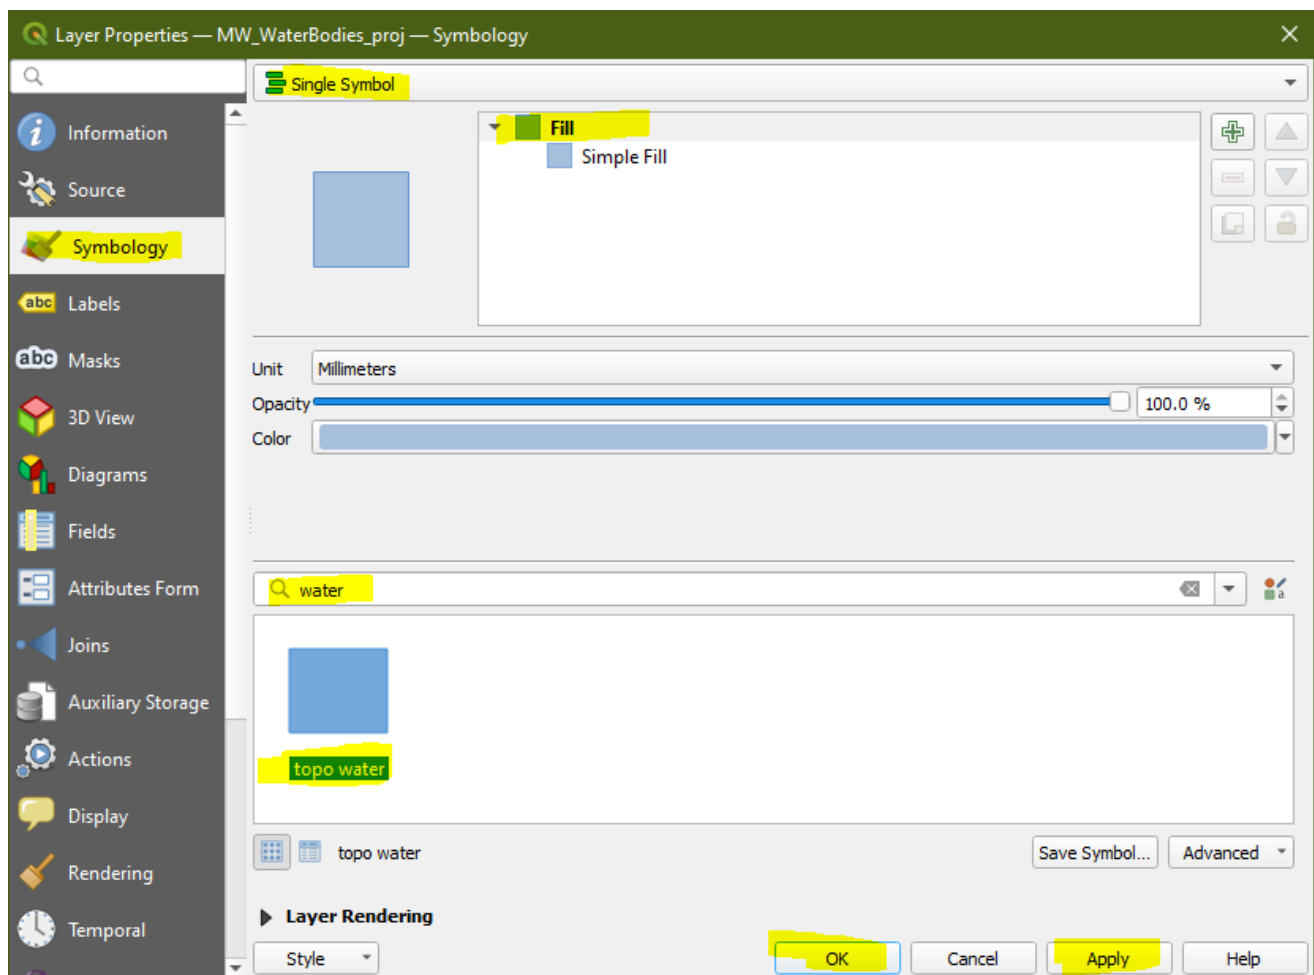 Layer Properties — MW_WaterBodies_proj — Symbology
Single Symbol
Information
Source
Symbology
abc Labels
abc Masks
3D View
Diagrams
Fields
Attributes Form
Joins
Auxiliary Storage
Actions
Display
Rendering
Temporal
Fill
Simple Fill
Unit Millimeters
Opacity 100.0 %
Color
water
topo water
topo water
Save Symbol...
Advanced
Layer Rendering
Style
OK
Cancel
Apply
Help